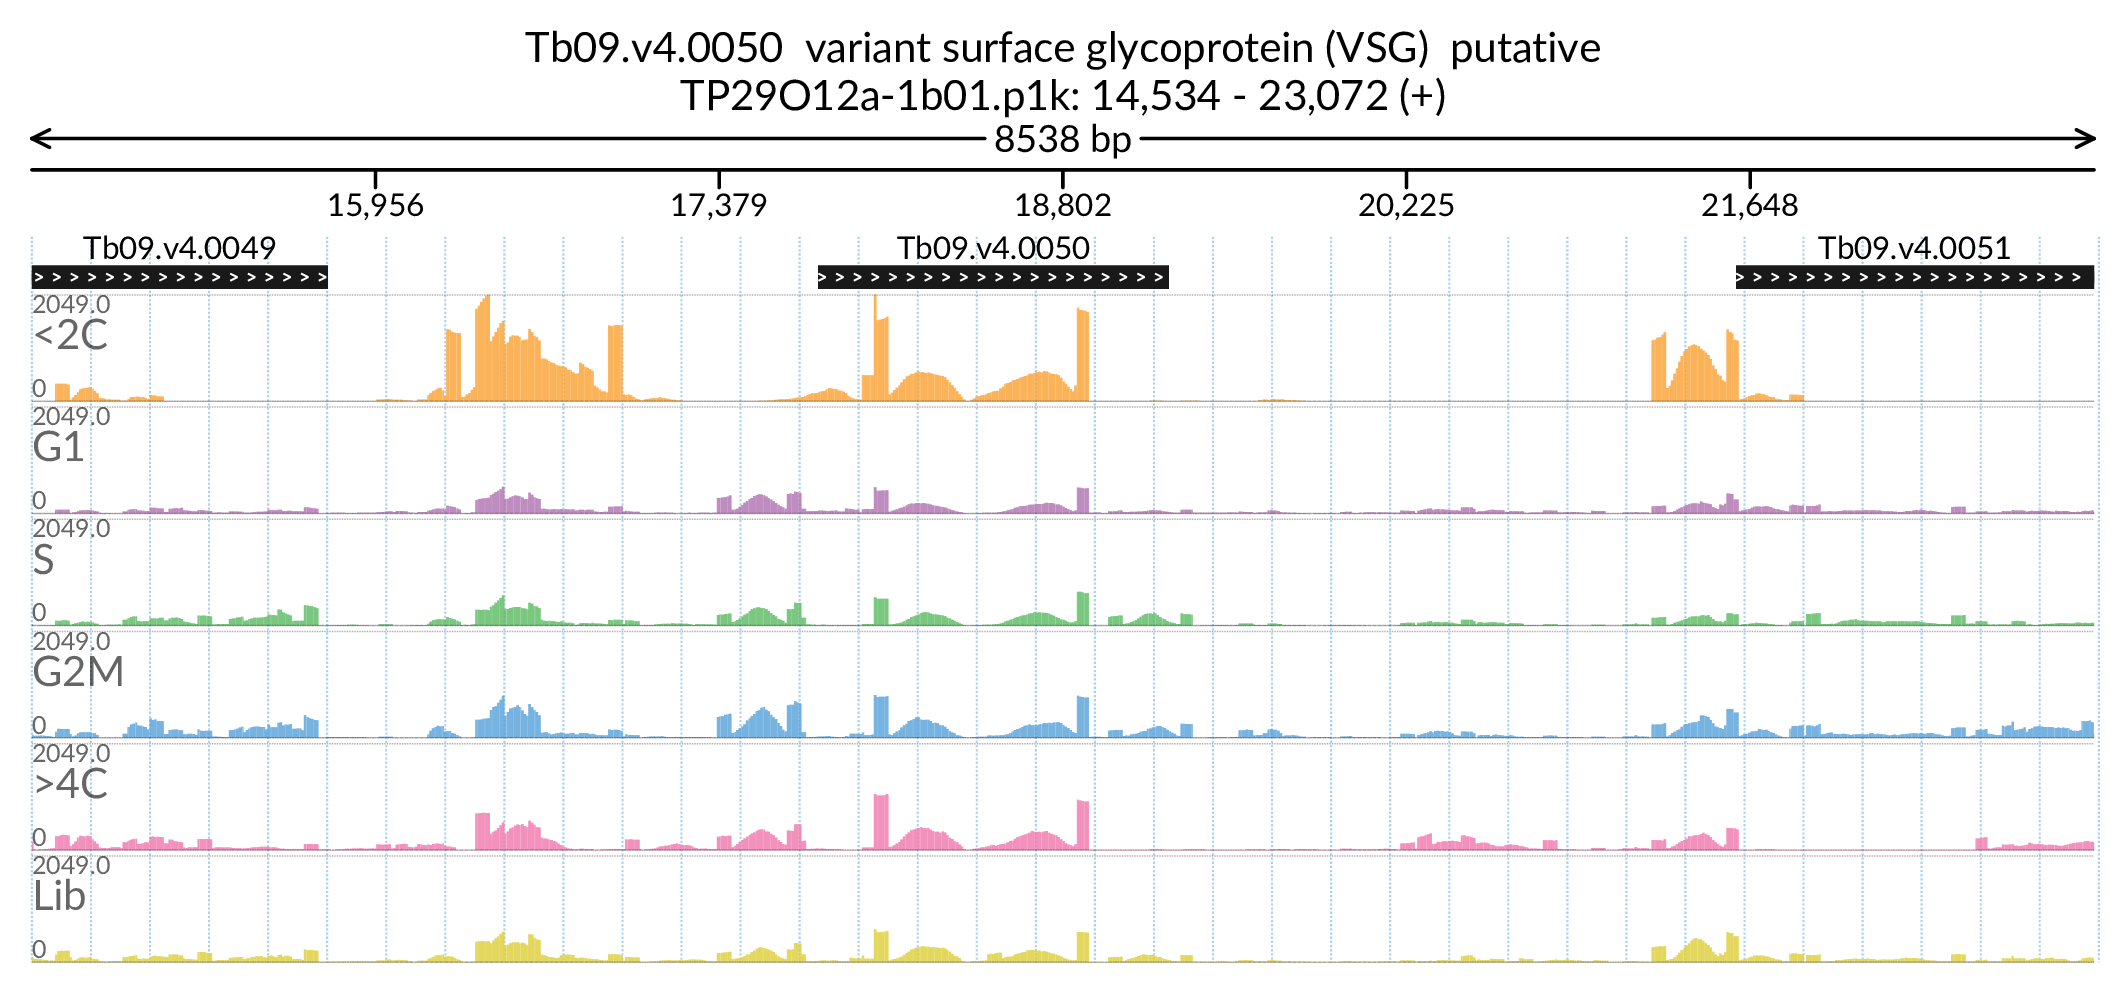 Tb09.v4.0050 variant surface glycoprotein (VSG) putative
TP29O12a-1b01.p1k: 14,534 - 23,072 (+)
8538 bp
15,956 17,379 18,802 20,225 21,648
Tb09.v4.0049 Tb09.v4.0050 Tb09.v4.0051
2049.0
<2C
0
2049.0
G1
0
2049.0
S
0
2049.0
G2M
0
2049.0
>4C
0
2049.0
Lib
0